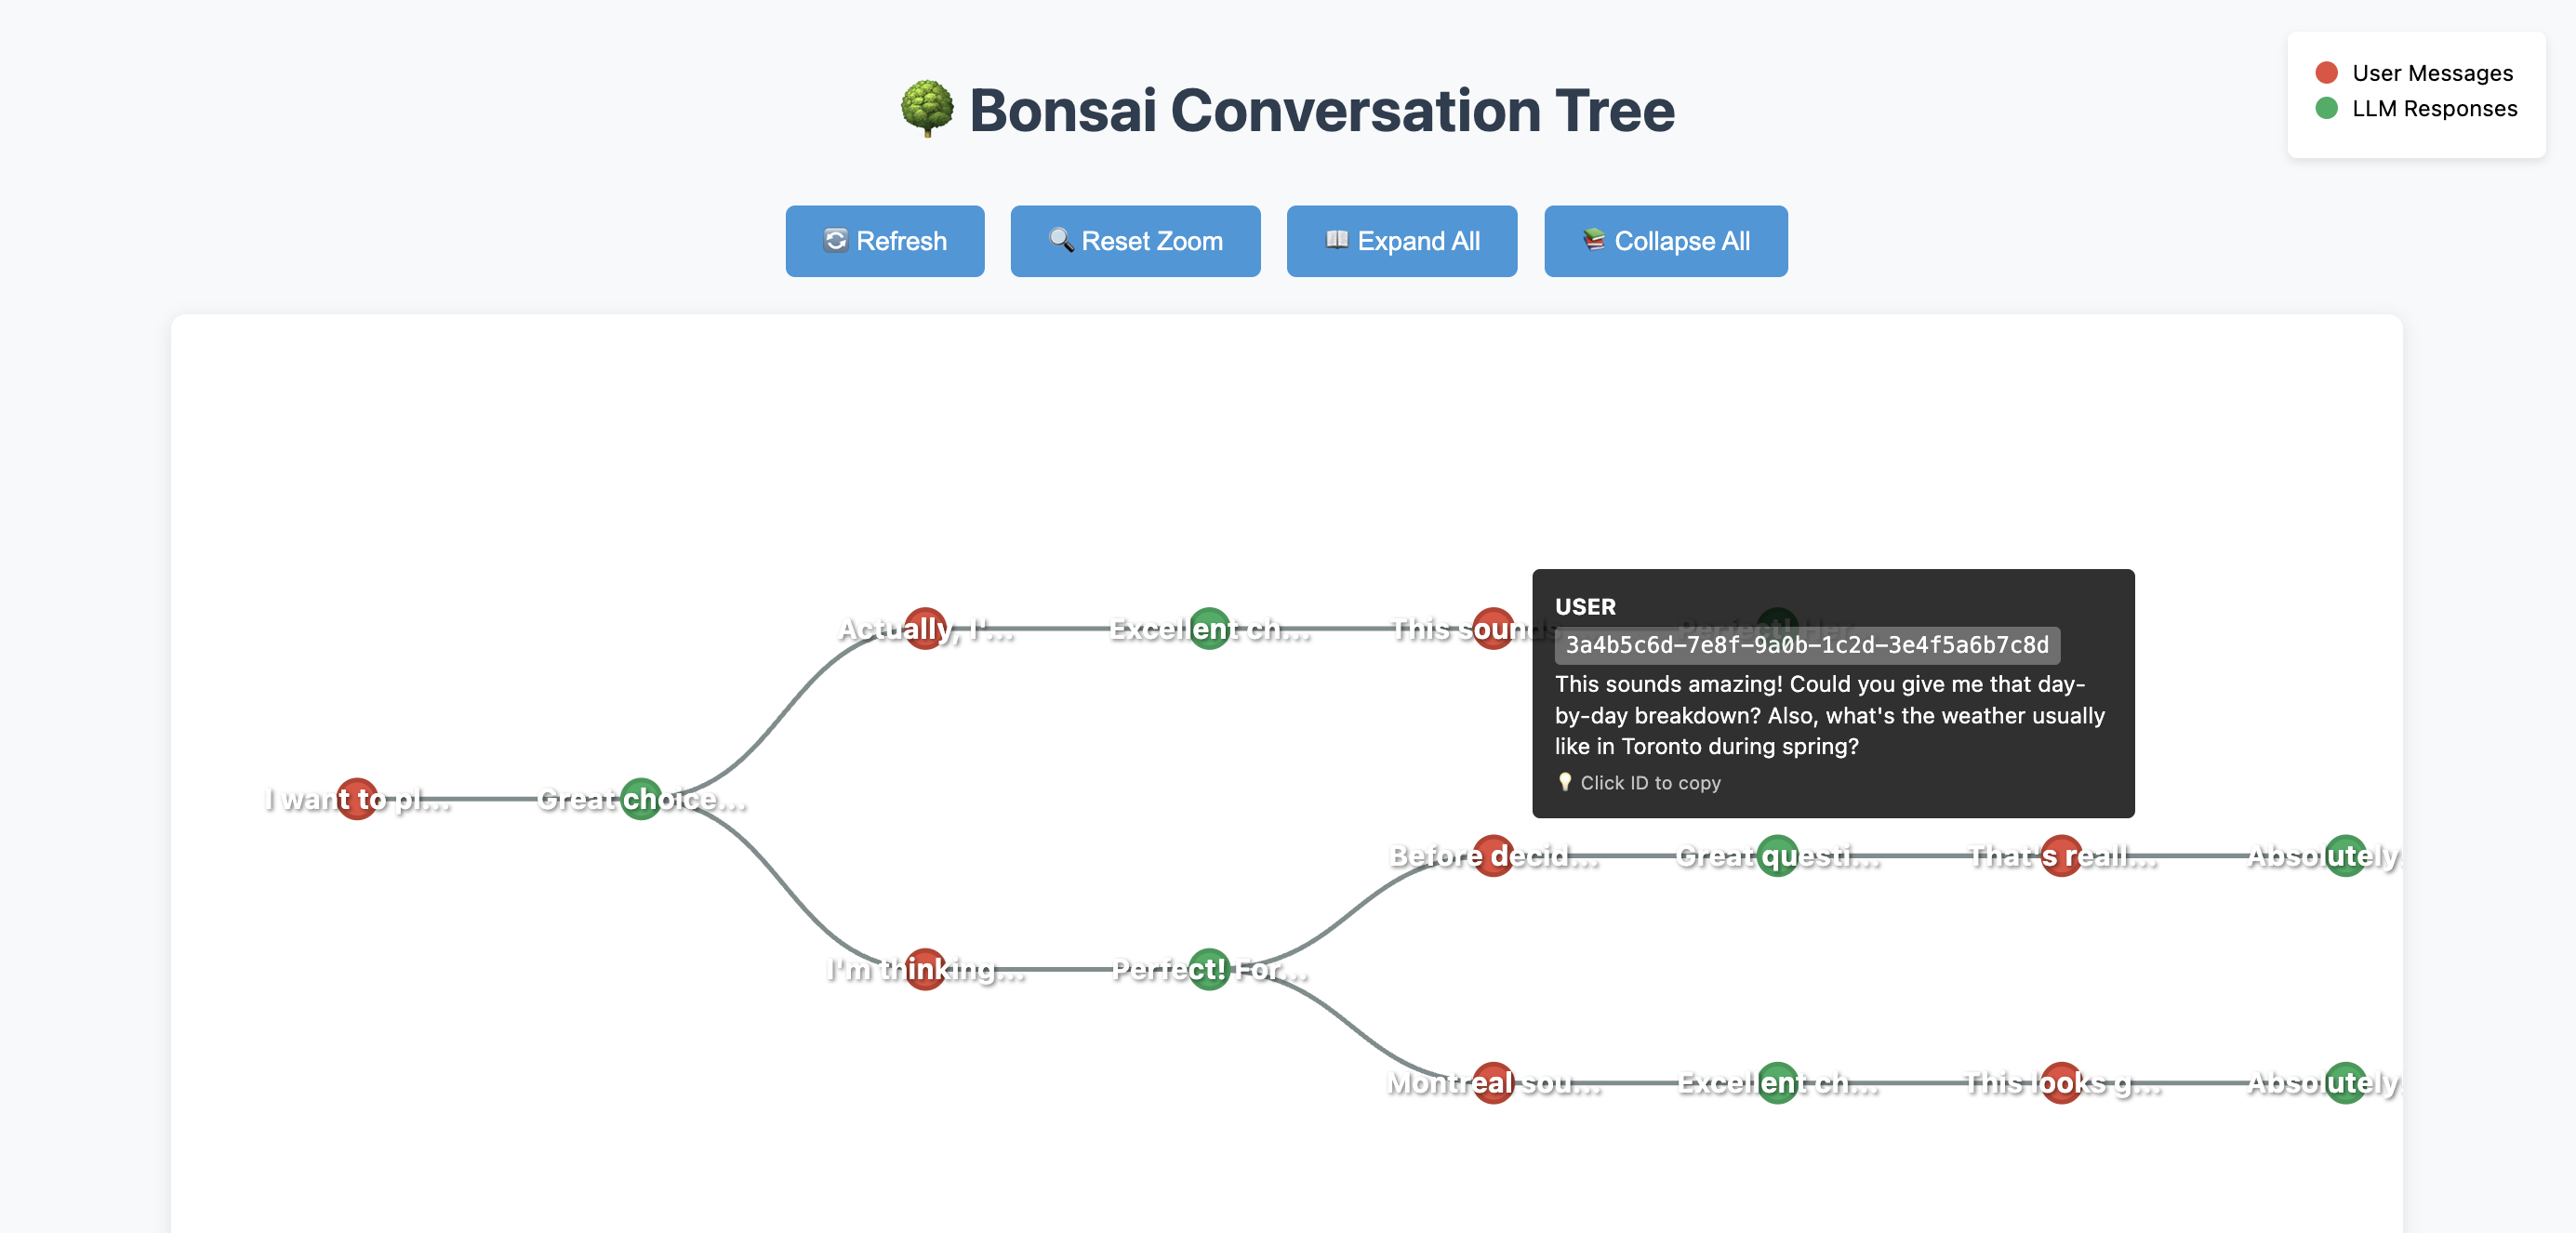 Bonsai Conversation Tree
User Messages
LLM Responses
Refresh
Reset Zoom
Expand All
Collapse All
Actually, I'...
Excellent ch...
This sounds
Perfect! Her...
USER
3a4b5c6d-7e8f-9a0b-1c2d-3e4f5a6b7c8d
This sounds amazing! Could you give me that day-
by-day breakdown? Also, what's the weather usually
like in Toronto during spring?
Click ID to copy
I want to pl...
Great choice...
Before decid...
Great questi...
That's reall...
Absolutely
I'm thinking...
Perfect! For...
Montreal sou...
Excellent ch...
This looks g...
Absolutely